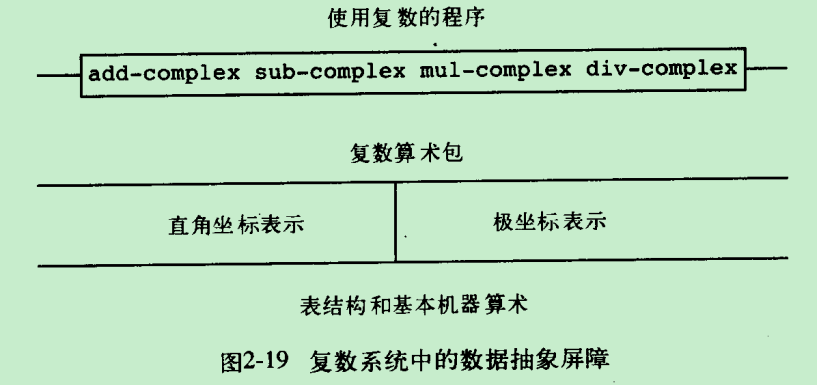 使用复数的程序
add-complex sub-complex mul-complex div-complex
复数算术包
直角坐标表示 极坐标表示
表结构和基本机器算术
图2-19 复数系统中的数据抽象屏障